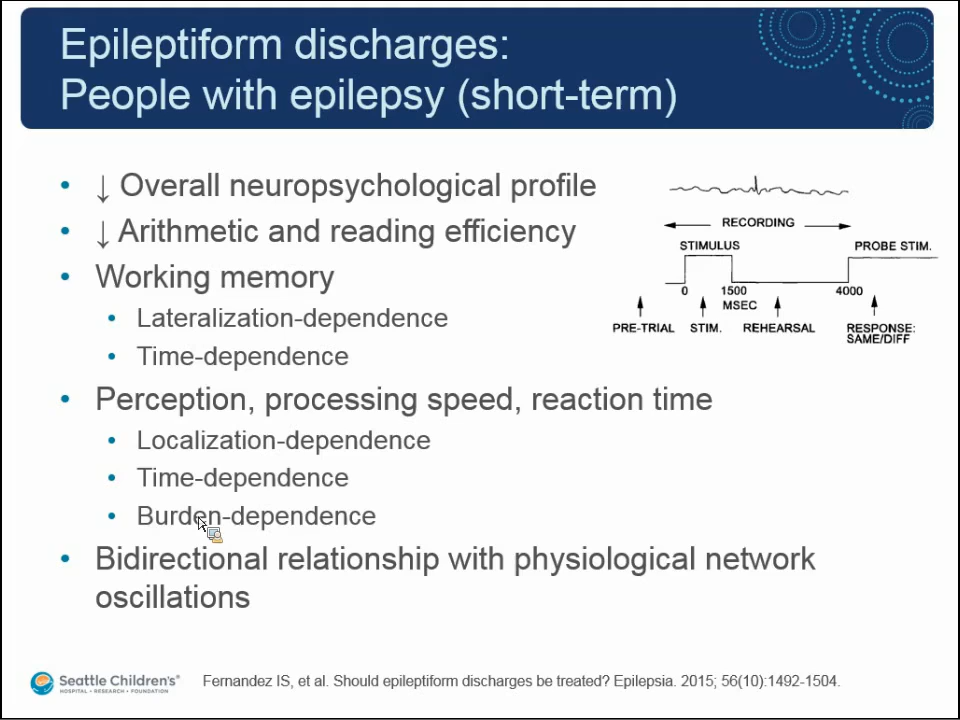 Epileptiform discharges:
People with epilepsy (short-term)
• ↓ Overall neuropsychological profile
• ↓ Arithmetic and reading efficiency
• Working memory
• Lateralization-dependence
• Time-dependence
• Perception, processing speed, reaction time
• Localization-dependence
• Time-dependence
• Burden-dependence
• Bidirectional relationship with physiological network
oscillations
RECORDING
STIMULUS
PROBE STIM.
0
1500
MSEC
4000
PRE-TRIAL
STIM.
REHEARSAL
RESPONSE:
SAME/DIFF
Seattle Children's®
HOSPITAL • RESEARCH • FOUNDATION
Fernandez IS, et al. Should epileptiform discharges be treated? Epilepsia. 2015; 56(10):1492-1504.